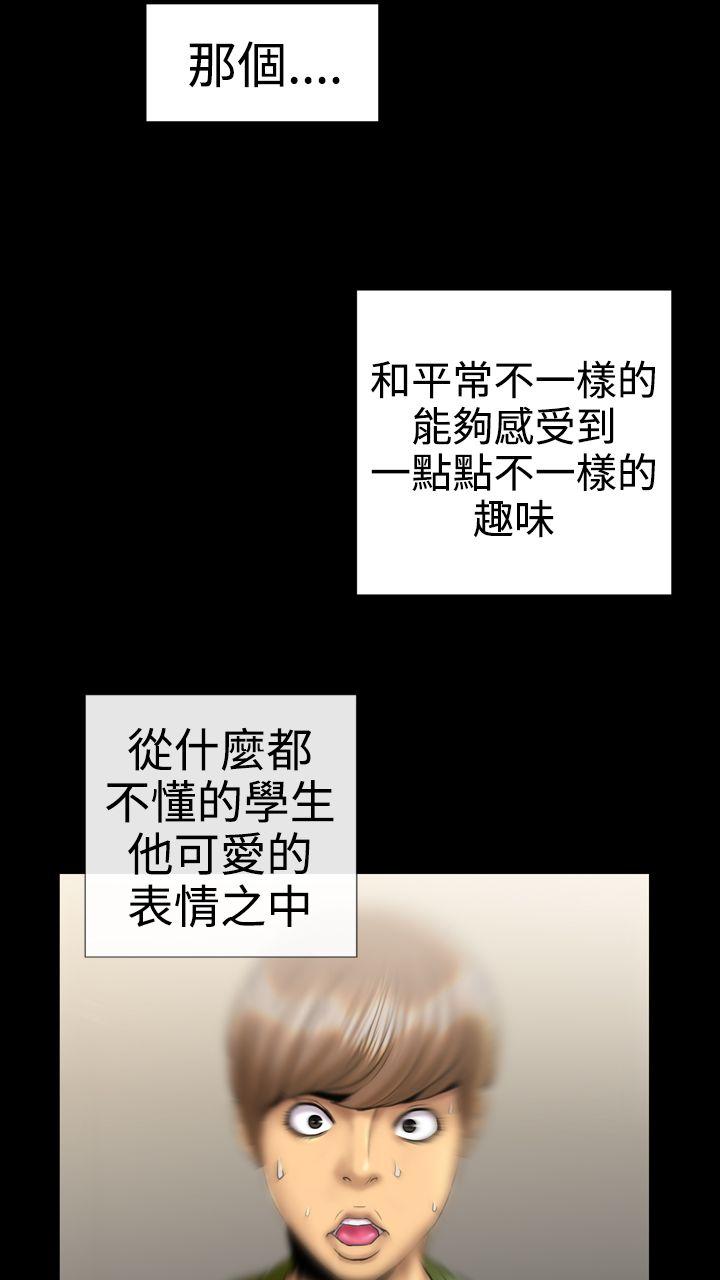 那個....
和平常不一樣的
能夠感受到
一點點不一樣的
趣味
從什麼都
不懂的學生
他可愛的
表情之中